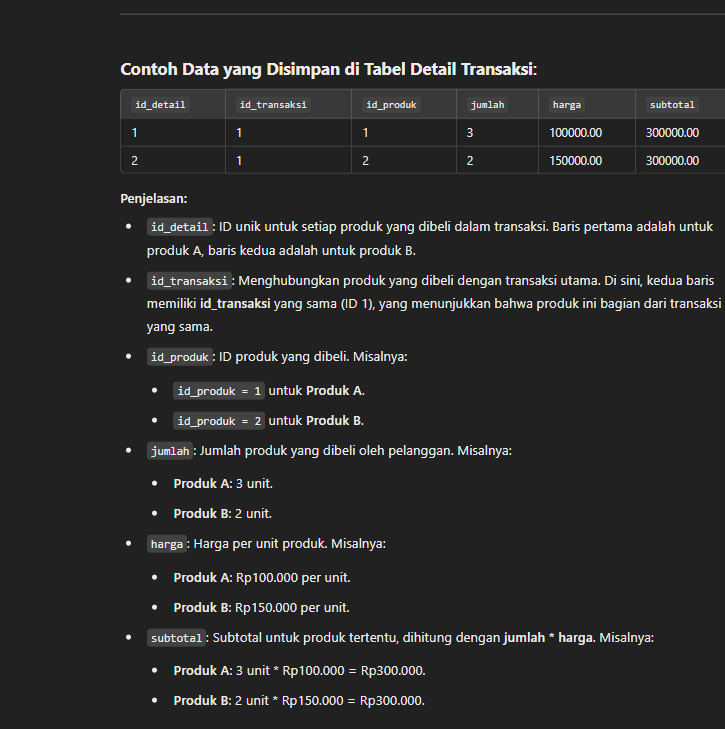 Contoh Data yang Disimpan di Tabel Detail Transaksi:
id_detail id_transaksi id_produk jumlah harga subtotal
1 1 1 3 100000.00 300000.00
2 1 2 2 150000.00 300000.00
Penjelasan:
• id_detail: ID unik untuk setiap produk yang dibeli dalam transaksi. Baris pertama adalah untuk
produk A, baris kedua adalah untuk produk B.
• id_transaksi: Menghubungkan produk yang dibeli dengan transaksi utama. Di sini, kedua baris
memiliki id_transaksi yang sama (ID 1), yang menunjukkan bahwa produk ini bagian dari transaksi
yang sama.
• id_produk: ID produk yang dibeli. Misalnya:
• id_produk = 1 untuk Produk A.
• id_produk = 2 untuk Produk B.
• jumlah: Jumlah produk yang dibeli oleh pelanggan. Misalnya:
• Produk A: 3 unit.
• Produk B: 2 unit.
• harga: Harga per unit produk. Misalnya:
• Produk A: Rp100.000 per unit.
• Produk B: Rp150.000 per unit.
• subtotal: Subtotal untuk produk tertentu, dihitung dengan jumlah * harga. Misalnya:
• Produk A: 3 unit * Rp100.000 = Rp300.000.
• Produk B: 2 unit * Rp150.000 = Rp300.000.